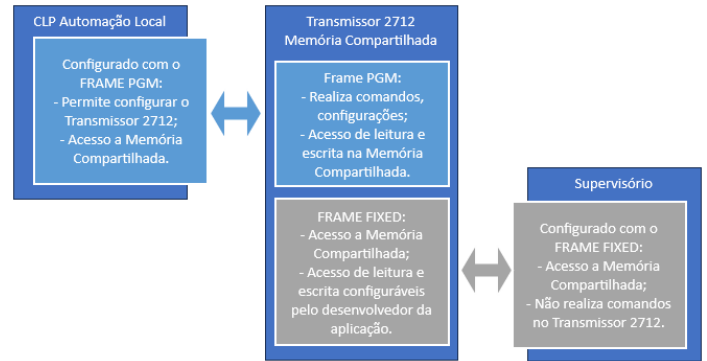 CLP Automação Local
Configurado com o
FRAME PGM:
- Permite configurar o
Transmissor 2712;
- Acesso a Memória
Compartilhada.
Transmissor 2712
Memória Compartilhada
Frame PGM:
- Realiza comandos,
configurações;
- Acesso de leitura e
escrita na Memória
Compartilhada.
FRAME FIXED:
- Acesso a Memória
Compartilhada;
- Acesso de leitura e
escrita configuráveis
pelo desenvolvedor da
aplicação.
Supervisório
Configurado com o
FRAME FIXED:
- Acesso a Memória
Compartilhada;
- Não realiza comandos
no Transmissor 2712.